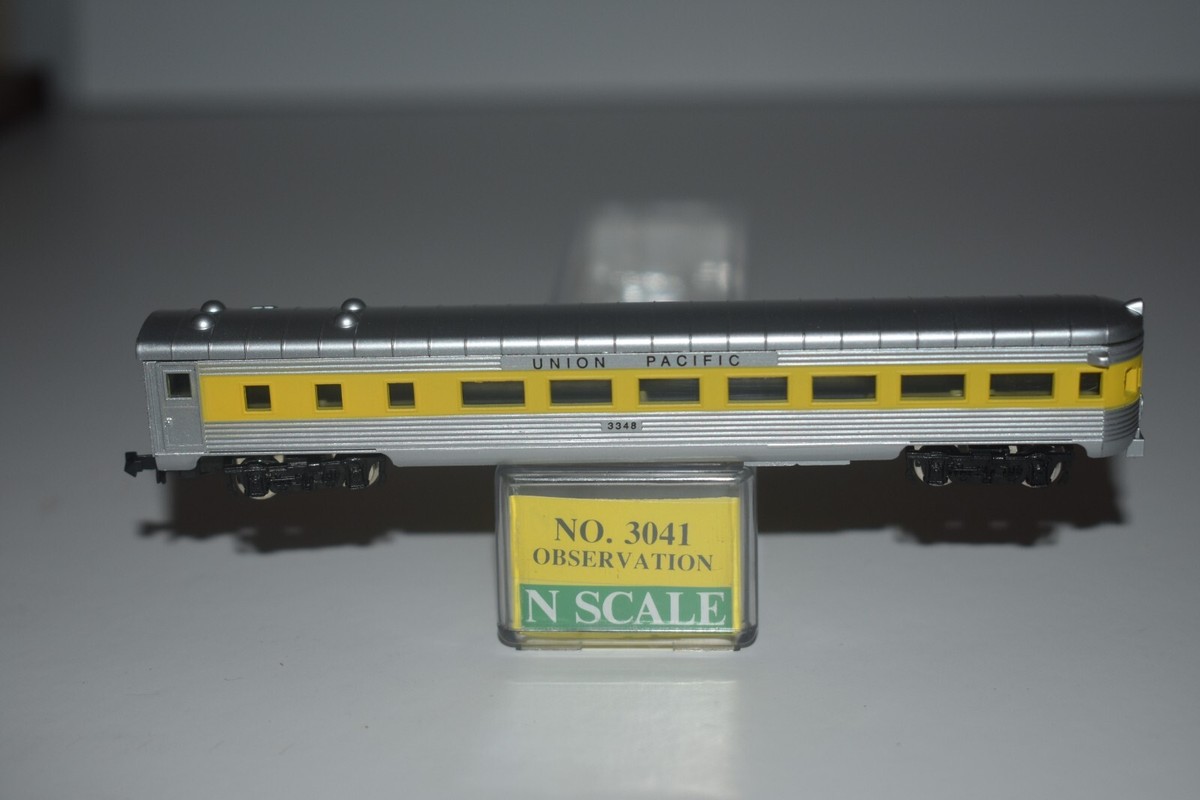 UNION PACIFIC
3348
NO. 3041
OBSERVATION
N SCALE